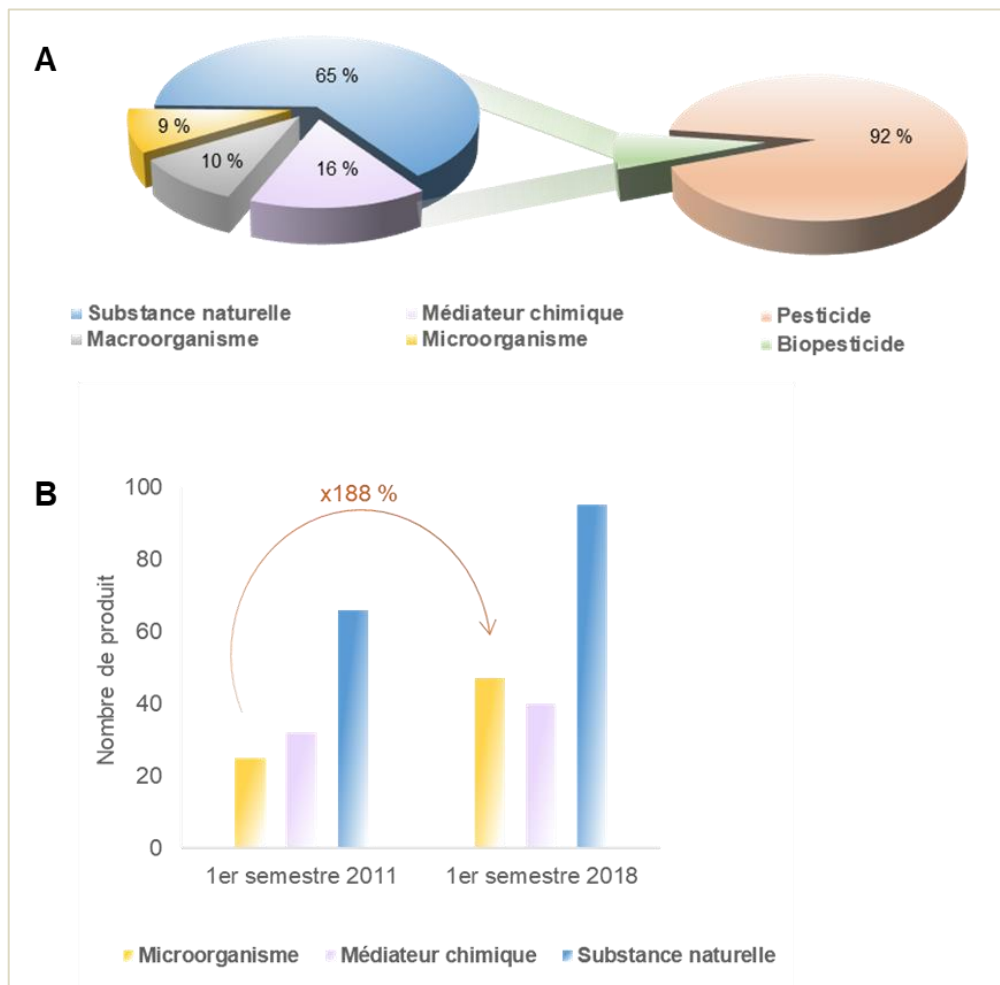 A
65 %
92 %
9 %
10 %
16 %
Substance naturelle
Médiateur chimique
Pesticide
Macroorganisme
Microorganisme
Biopesticide
B
x188 %
Nombre de produit
100
80
60
40
20
0
1er semestre 2011
1er semestre 2018
Microorganisme
Médiateur chimique
Substance naturelle